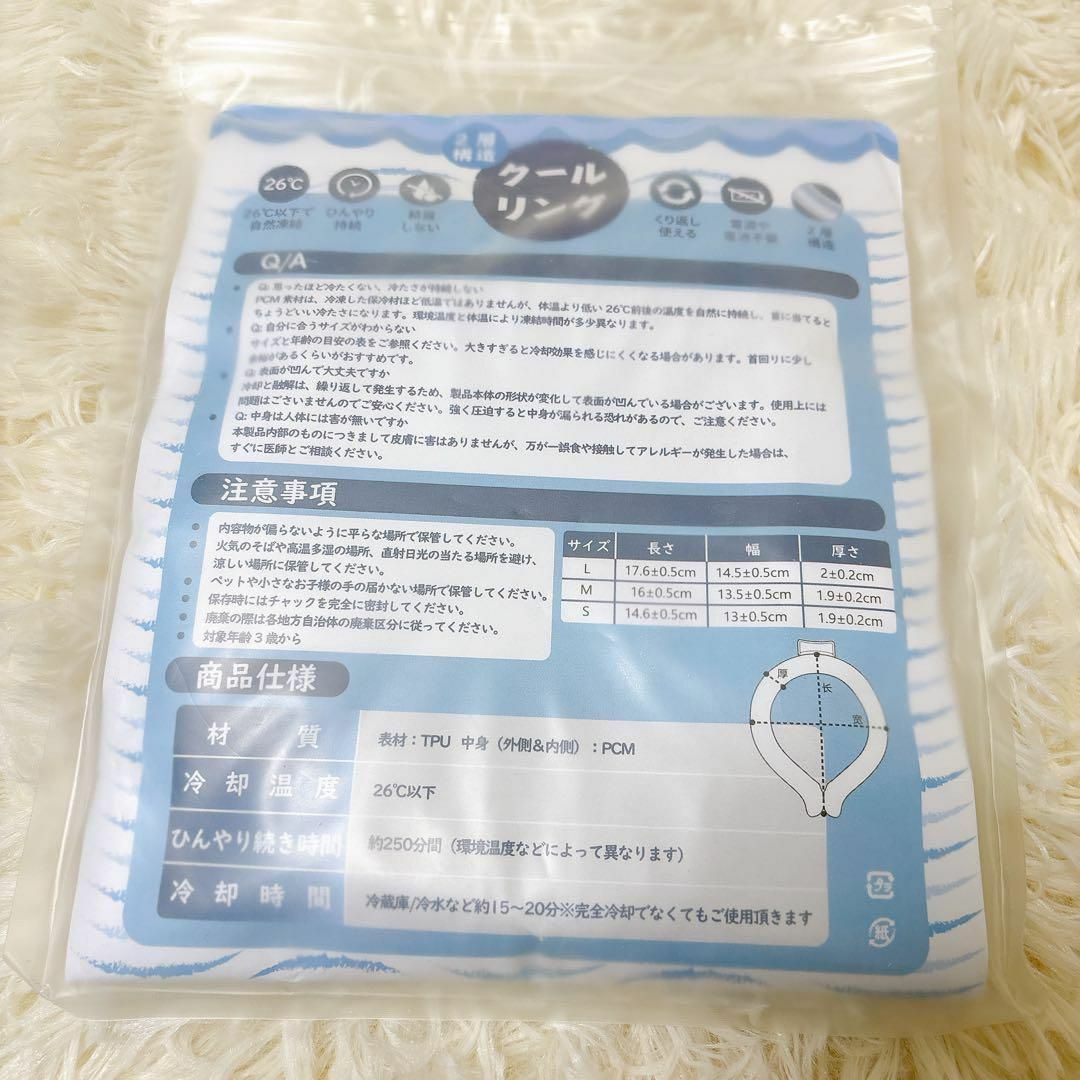 2層
構造
クール
リング
26℃
26℃以下で
自然凍結
ひんやり
持続
結露
しない
くり返し
使える
電源や
電池不要
2層
構造
Q/A
Q: 思ったほど冷たくない、冷たさが持続しない
PCM 素材は、冷凍した保冷材ほど低温ではありませんが、体温より低い 26℃前後の温度を自然に持続し、首に当てると
ちょうどいい冷たさになります。環境温度と体温により凍結時間が多少異なります。
Q: 自分に合うサイズがわからない
サイズと年齢の目安の表をご参照ください。大きすぎると冷却効果を感じにくくなる場合があります。首回りに少し
余裕があるくらいがおすすめです。
Q: 表面が凹んで大丈夫ですか
冷却と融解は、繰り返して発生するため、製品本体の形状が変化して表面が凹んでいる場合がございます。使用上には
問題はございませんのでご安心ください。強く圧迫すると中身が漏られる恐れがあるので、ご注意ください。
Q: 中身は人体には害が無いですか
本製品内部のものにつきまして皮膚に害はありませんが、万が一誤食や接触してアレルギーが発生した場合は、
すぐに医師とご相談ください。
注意事項
内容物が偏らないように平らな場所で保管してください。
火気のそばや高温多湿の場所、直射日光の当たる場所を避け、
涼しい場所に保管してください。
ペットや小さなお子様の手の届かない場所で保管してください。
保存時にはチャックを完全に密封してください。
廃棄の際は各地方自治体の廃棄区分に従ってください。
対象年齢3歳から
サイズ 長さ 幅 厚さ
L 17.6±0.5cm 14.5±0.5cm 2±0.2cm
M 16±0.5cm 13.5±0.5cm 1.9±0.2cm
S 14.6±0.5cm 13±0.5cm 1.9±0.2cm
厚
长
宽
商品仕様
材質 表材：TPU 中身（外側＆内側）：PCM
冷却温度 26℃以下
ひんやり続き時間 約250分間（環境温度などによって異なります）
冷却時間 冷蔵庫/冷水など約15〜20分※完全冷却でなくてもご使用頂きます
プラ
紙